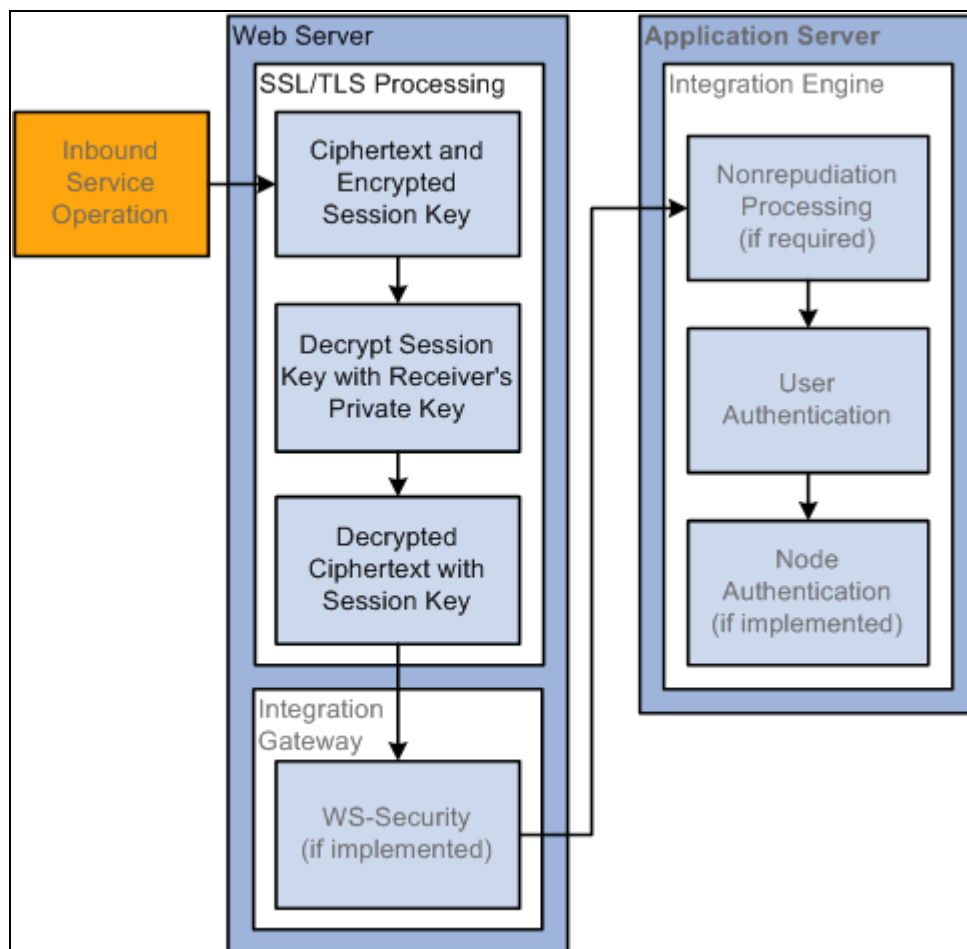 Web Server
SSL/TLS Processing
Inbound
Service
Operation
Ciphertext and
Encrypted
Session Key
Decrypt Session
Key with Receiver's
Private Key
Decrypted
Ciphertext with
Session Key
Integration
Gateway
WS-Security
(if implemented)
Application Server
Integration Engine
Nonrepudiation
Processing
(if required)
User
Authentication
Node
Authentication
(if implemented)